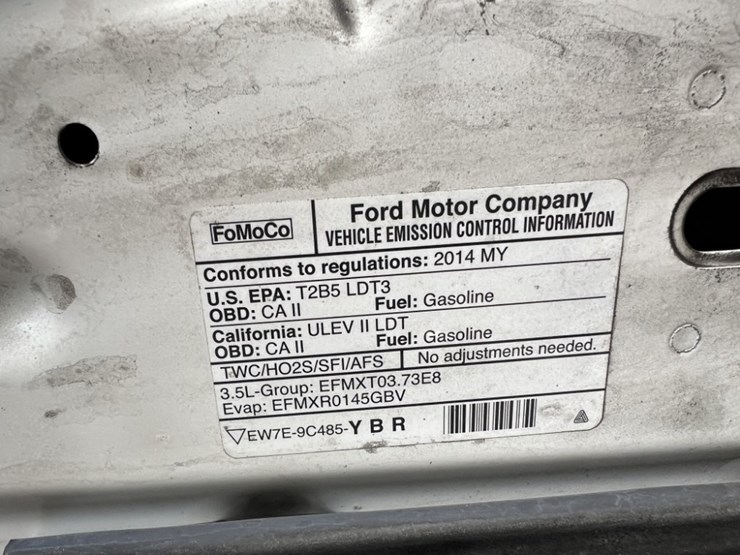 FoMoCo
Ford Motor Company
VEHICLE EMISSION CONTROL INFORMATION
Conforms to regulations: 2014 MY
U.S. EPA: T2B5 LDT3
OBD: CA II Fuel: Gasoline
California: ULEV II LDT
OBD: CA II Fuel: Gasoline
TWC/HO2S/SFI/AFS No adjustments needed.
3.5L-Group: EFMXT03.73E8
Evap: EFMXR0145GBV
EW7E-9C485-Y B R